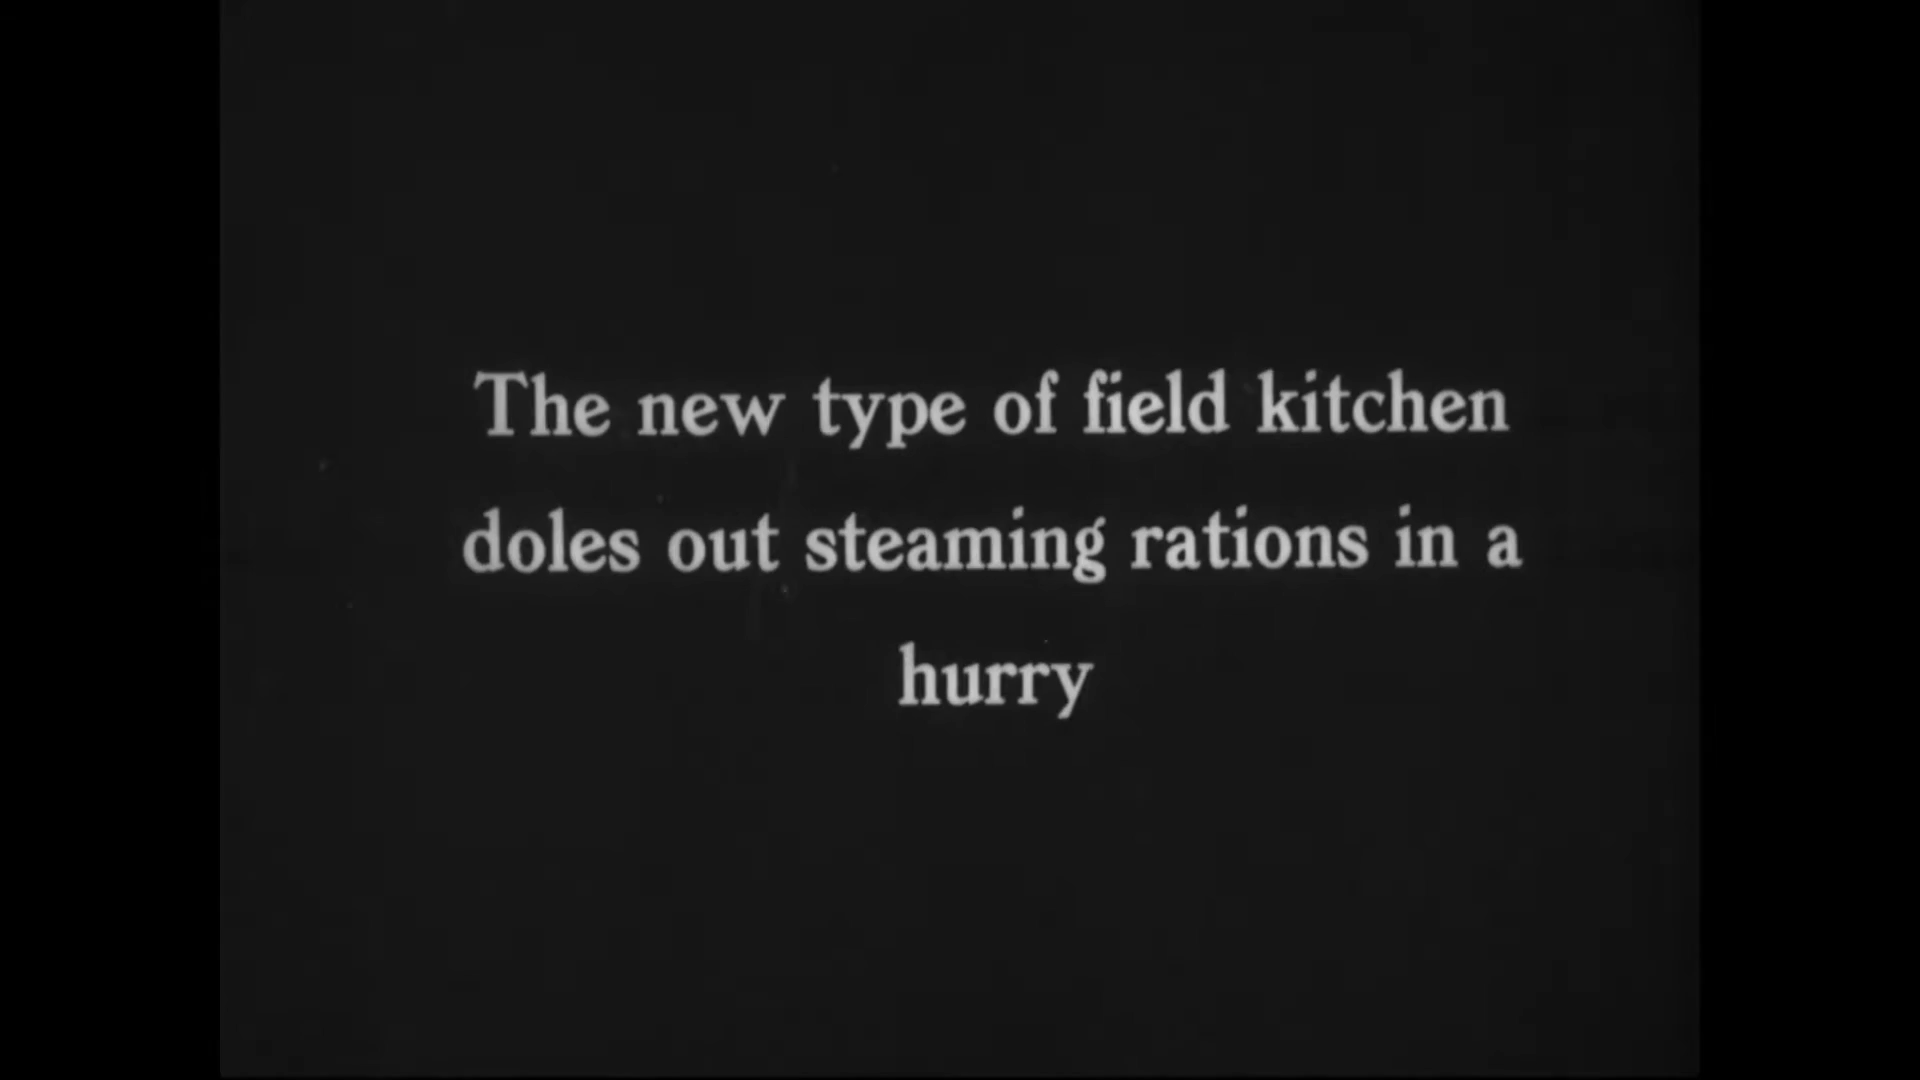 The new type of field kitchen
doles out steaming rations in a
hurry